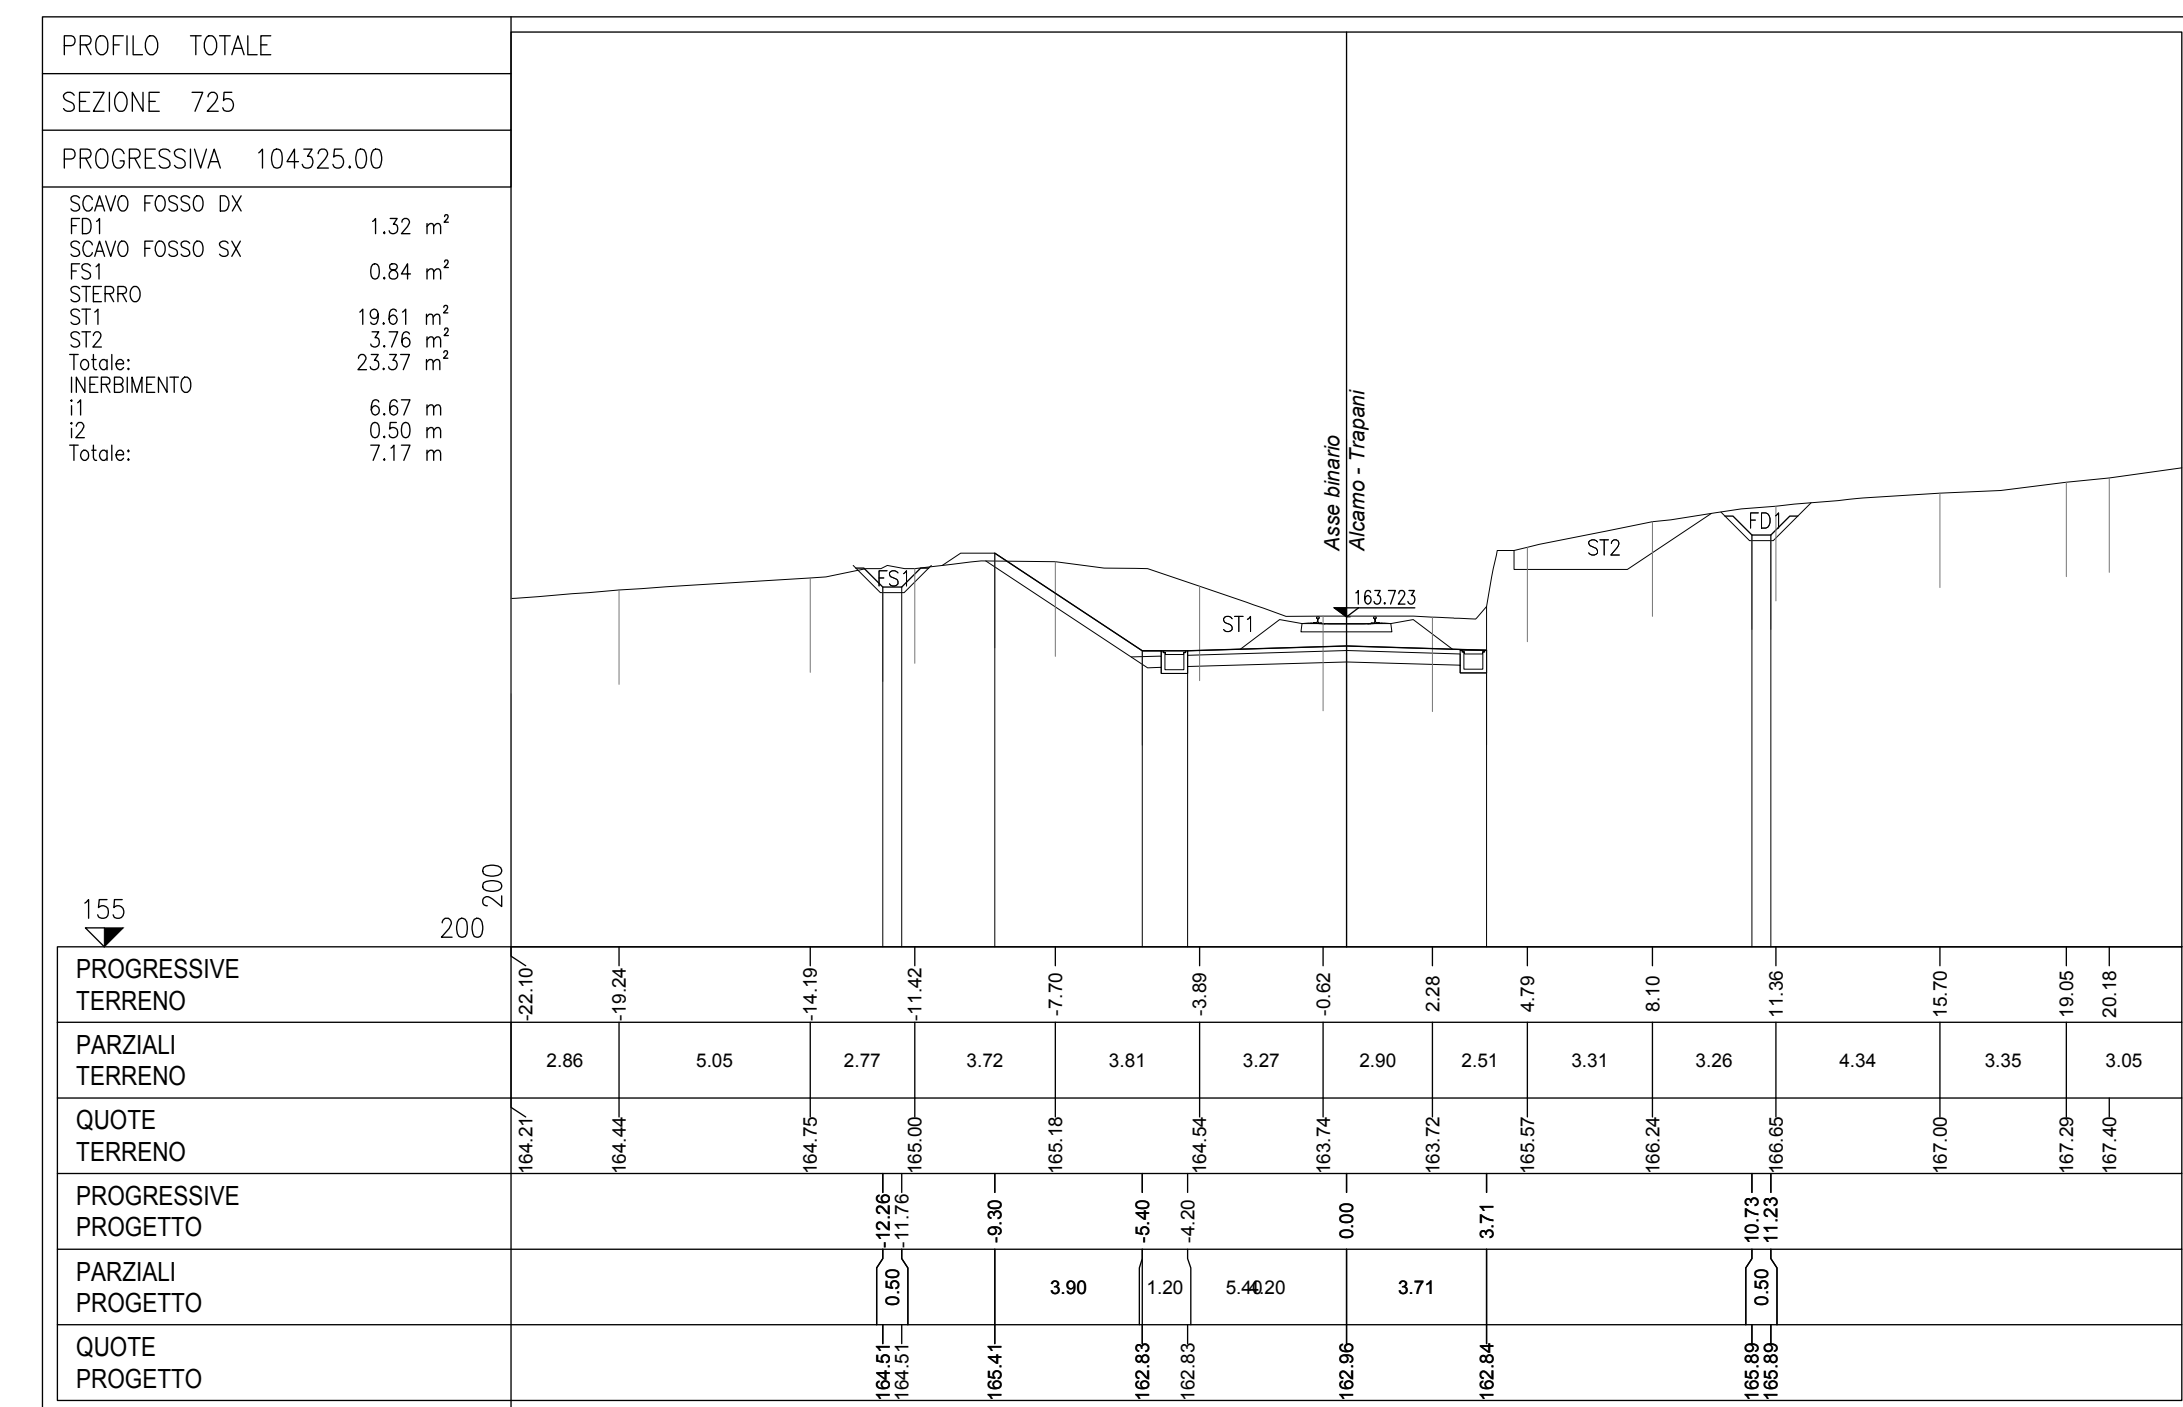 PROFILO TOTALE
SEZIONE 725
PROGRESSIVA 104325.00
SCAVO FOSSO DX
FD1 1.32 m²
SCAVO FOSSO SX
FS1 0.84 m²
STERRO
ST1 19.61 m²
ST2 3.76 m²
Totale: 23.37 m²
INERBIMENTO
i1 6.67 m
i2 0.50 m
Totale: 7.17 m
Asse binario
Alcamo - Trapani
163.723
FS1
ST1
ST2
FD1
155
200
200
PROGRESSIVE
TERRENO
-22.10 -19.24 -14.19 -11.42 -7.70 -3.89 -0.62 2.28 4.79 8.10 11.36 15.70 19.05 20.18
PARZIALI
TERRENO
2.86 5.05 2.77 3.72 3.81 3.27 2.90 2.51 3.31 3.26 4.34 3.35 3.05
QUOTE
TERRENO
164.21 164.44 164.75 165.00 165.18 164.54 163.74 163.72 165.57 166.24 166.65 167.00 167.29 167.40
PROGRESSIVE
PROGETTO
-12.26 -11.76 -9.30 -5.40 -4.20 0.00 3.71 10.73 11.23
PARZIALI
PROGETTO
0.50 3.90 1.20 5.40 4.20 3.71 0.50
QUOTE
PROGETTO
164.51 164.51 165.41 162.83 162.83 162.96 162.84 165.89 165.89